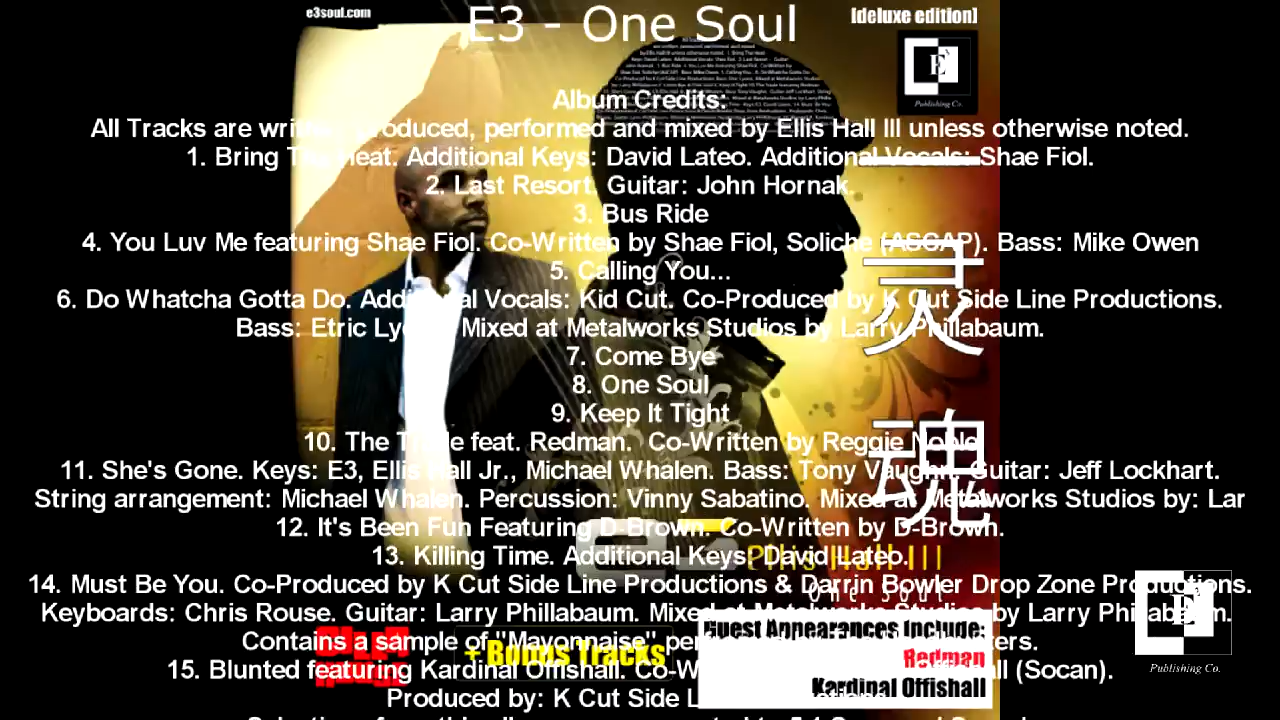 e3soul.com
E3 - One Soul
[deluxe edition]
E
Publishing Co.
Album Credits:
All Tracks are produced, performed and mixed by Ellis Hall III unless otherwise noted.
1. Bring Heat. Additional Keys: David Lateo. Additional Vocals: Shae Fiol.
2. Last Resort. Guitar: John Hornak.
3. Bus Ride
一
4. You Luv Me featuring Shae Fiol. Co-Written by Shae Fiol, Soliche (ASCAP). Bass: Mike Owen
5. Calling You...
灵
6. Do Whatcha Gotta Do. Vocals: Kid Cut. Co-Produced by K Cut Side Line Productions.
Bass: Etric Mixed at Metalworks Studios by Larry Phillabaum.
7. Come Bye
8. One Soul
9. Keep It Tight
10. The feat. Redman. Co-Written by Reggie Noble
魂
11. She's Gone. Keys: E3, Ellis Hall Jr., Michael Whalen. Bass: Tony Vaughn. Guitar: Jeff Lockhart.
String arrangement: Michael Whalen. Percussion: Vinny Sabatino. Mixed at Metalworks Studios by: Lar
12. It's Been Fun Featuring D-Brown. Co-Written by D-Brown.
13. Killing Time. Additional Keys: David Lateo.
Ellis Hall III
14. Must Be You. Co-Produced by K Cut Side Line Productions & Darrin Bowler Drop Zone Productions.
One Soul
Keyboards: Chris Rouse. Guitar: Larry Phillabaum. Mixed at Metalworks Studios by Larry Phillabaum.
Guest Appearances Include:
Contains a sample of "Mayonnaise"
+ Bonus Tracks
Redman
15. Blunted featuring Kardinal Offishall. (Socan).
Kardinal Offishall
Produced by: K Cut Side
Publishing Co.